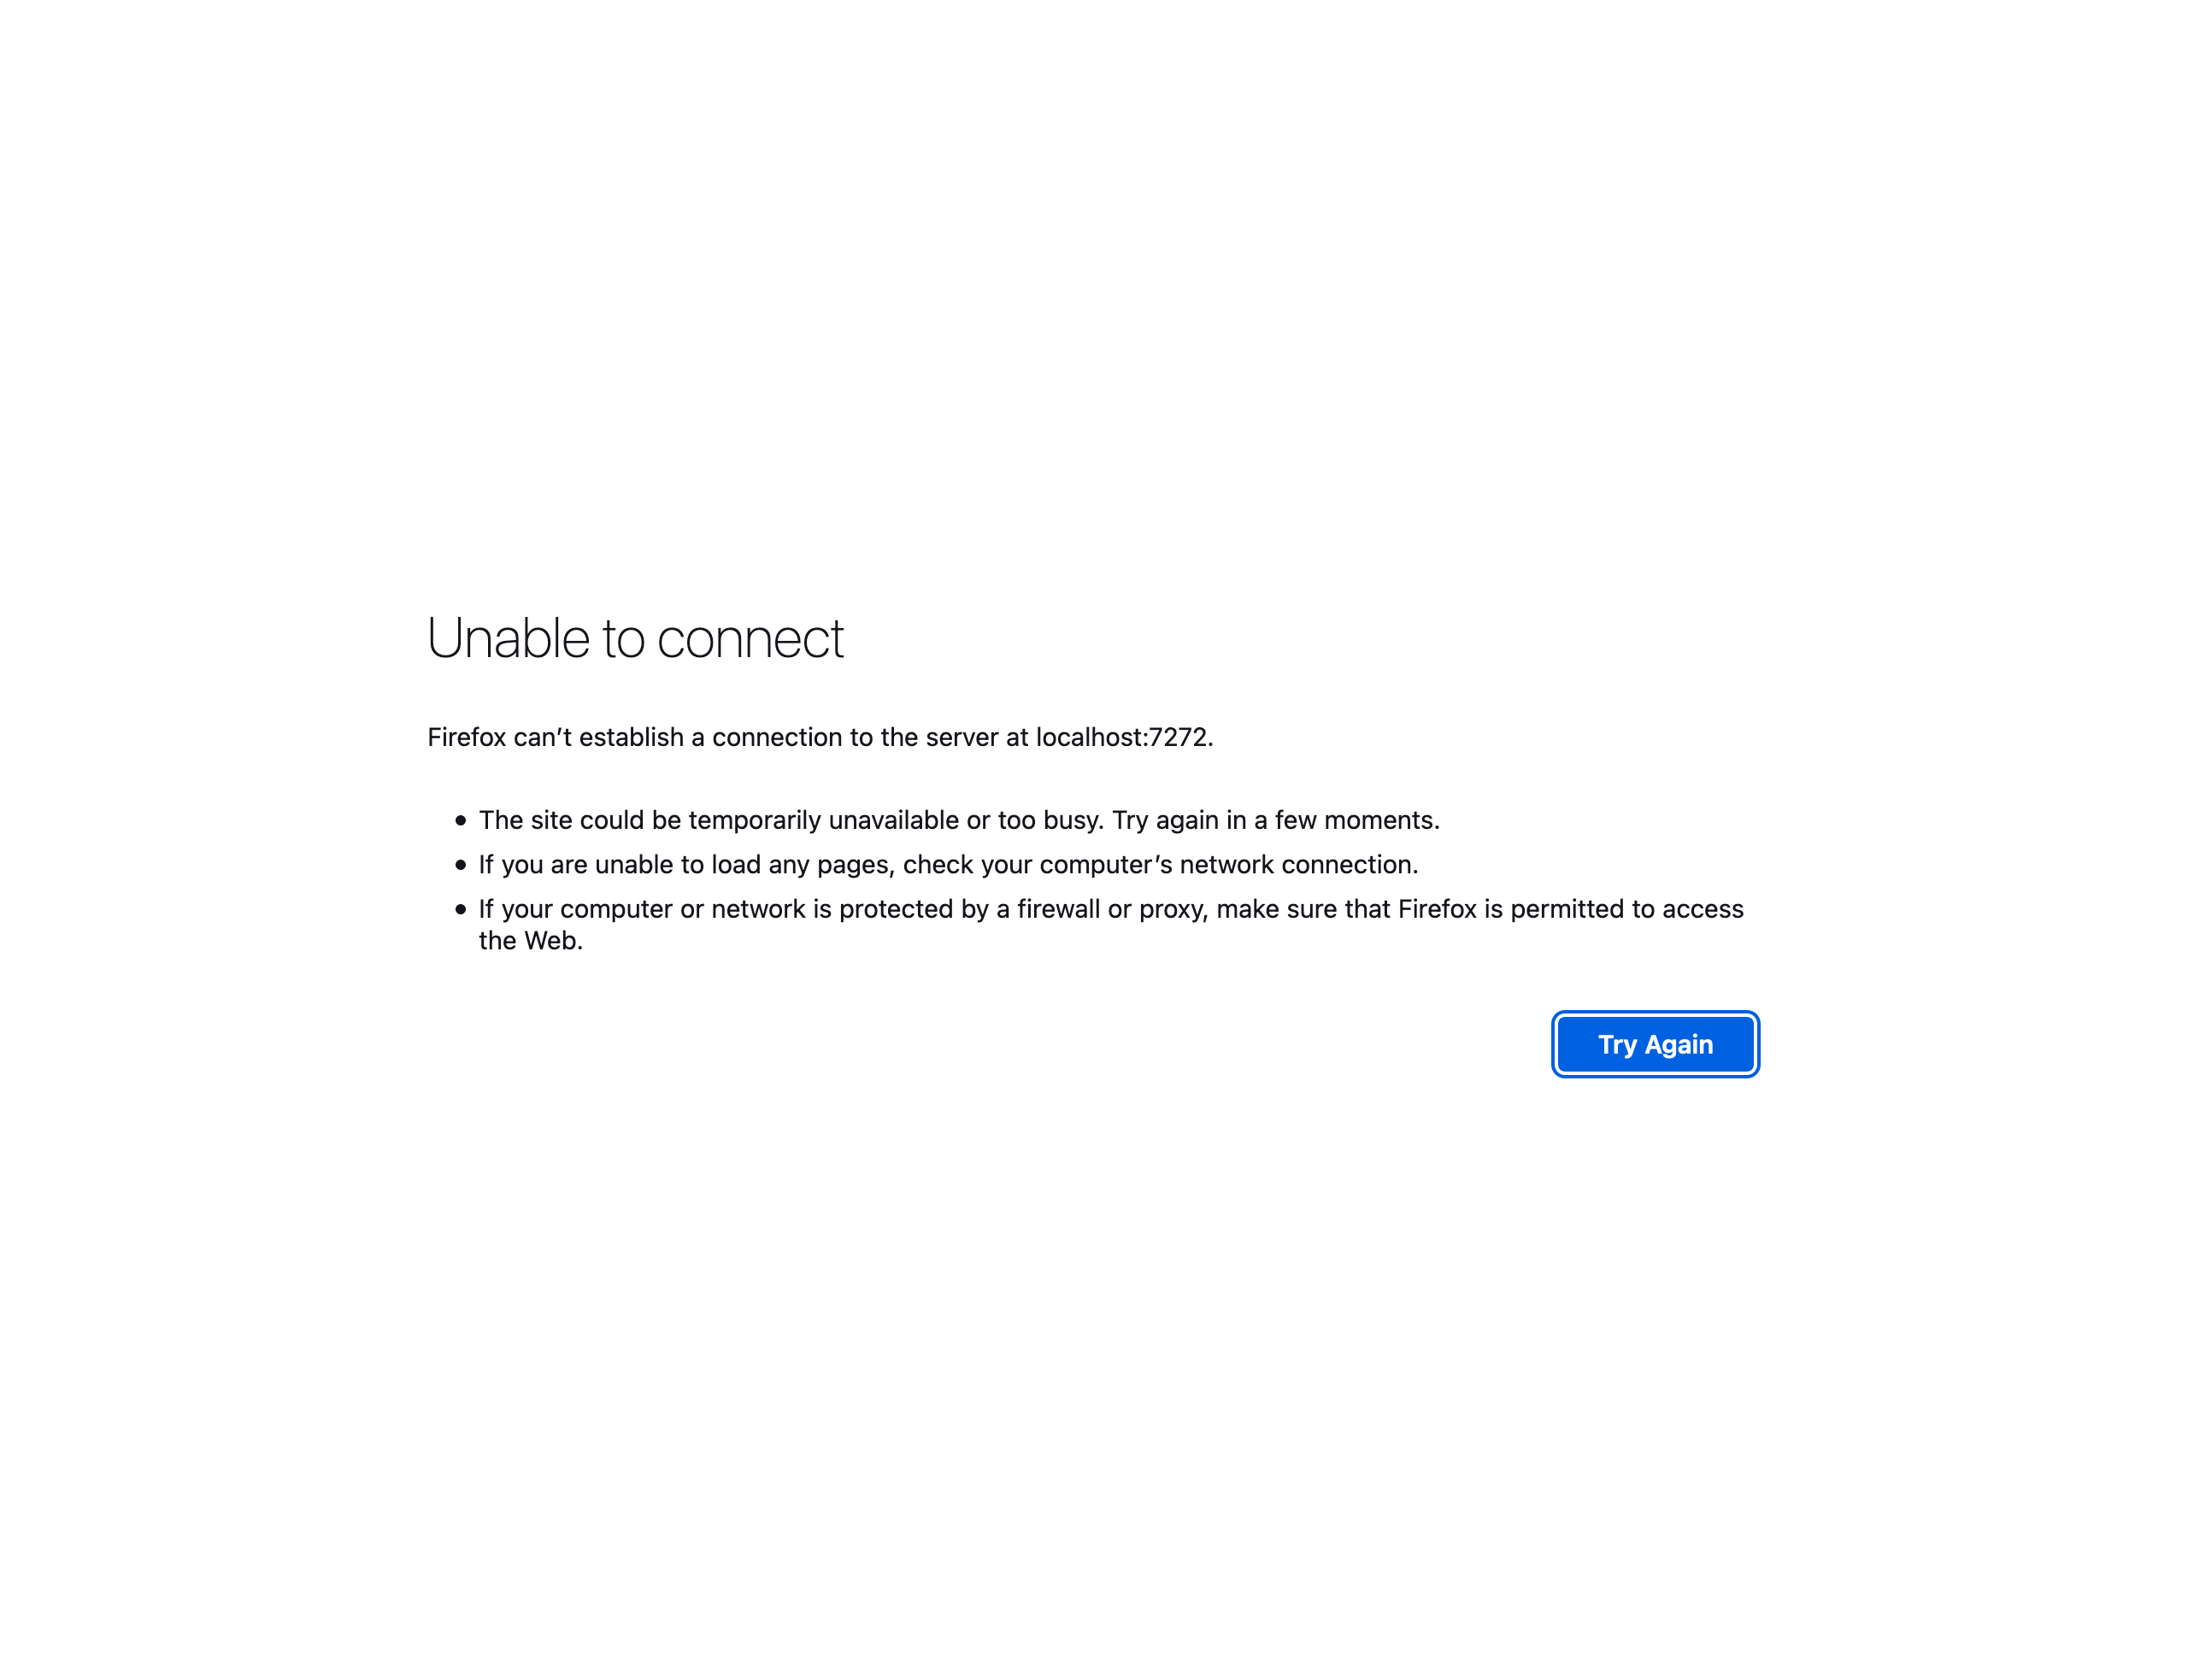 Unable to connect
Firefox can’t establish a connection to the server at localhost:7272.
• The site could be temporarily unavailable or too busy. Try again in a few moments.
• If you are unable to load any pages, check your computer’s network connection.
• If your computer or network is protected by a firewall or proxy, make sure that Firefox is permitted to access
the Web.
Try Again